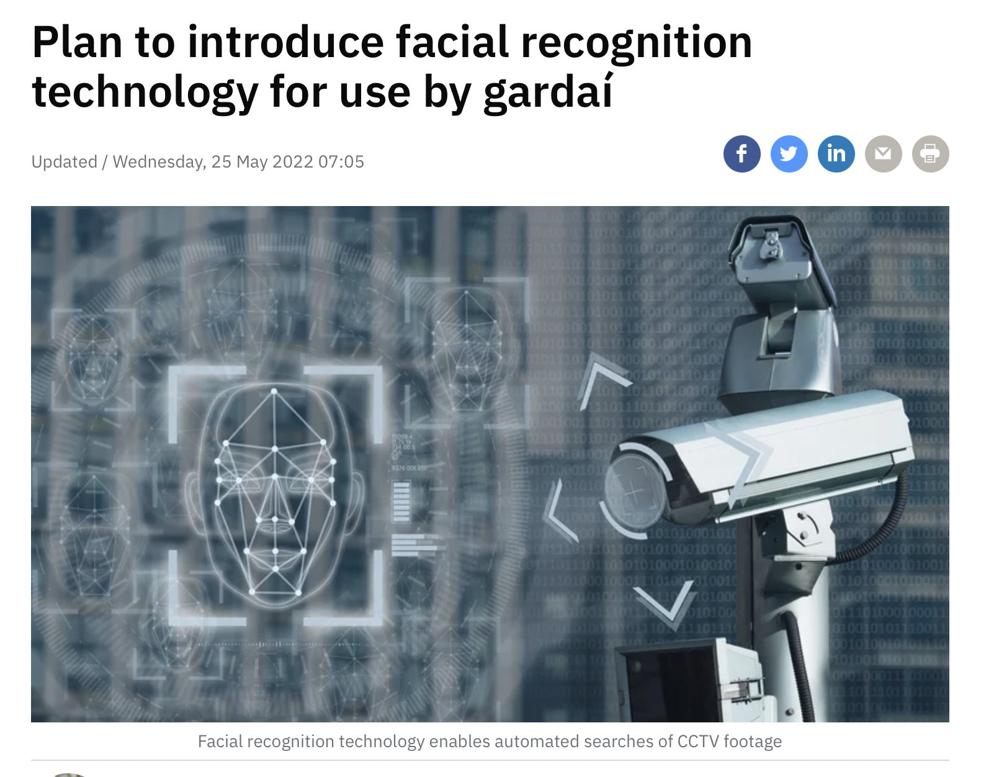 Plan to introduce facial recognition
technology for use by gardaí
Updated / Wednesday, 25 May 2022 07:05
f
in
Facial recognition technology enables automated searches of CCTV footage